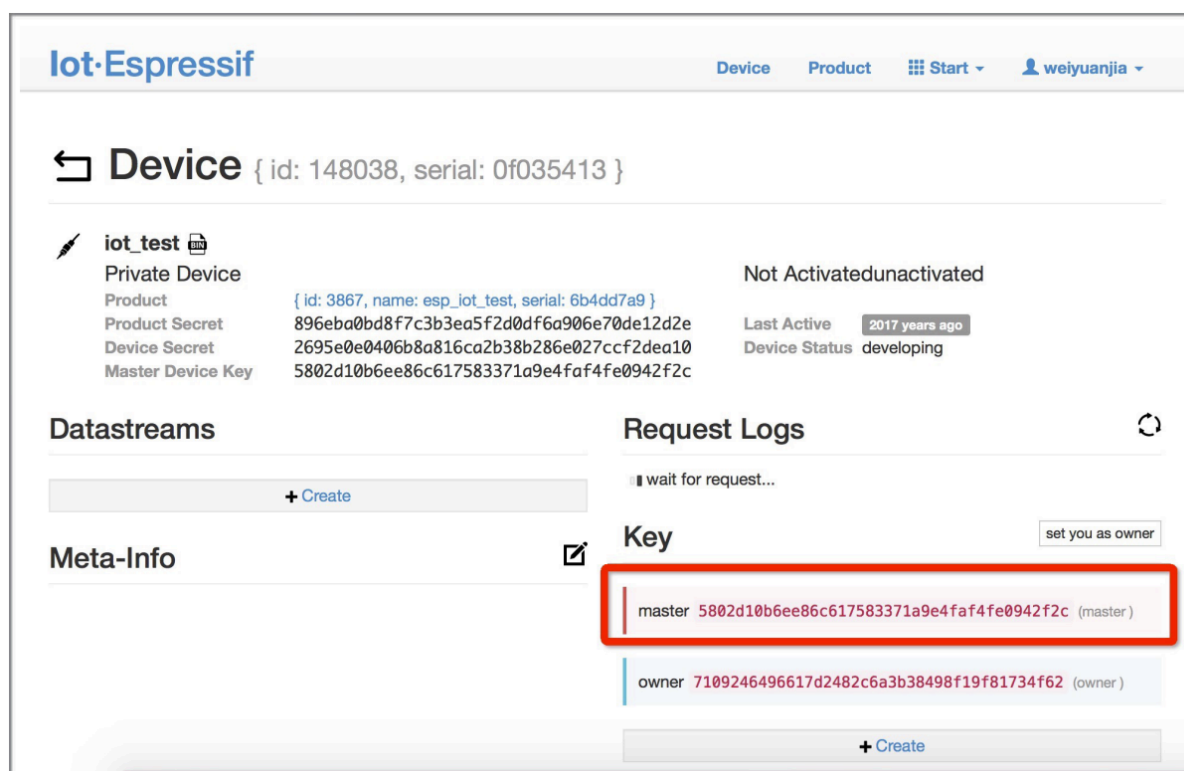 Iot·Espressif
Device Product Start weiyuanjia
Device { id: 148038, serial: 0f035413 }
iot_test BIN
Private Device
Product { id: 3867, name: esp_iot_test, serial: 6b4dd7a9 }
Product Secret 896eba0bd8f7c3b3ea5f2d0df6a906e70de12d2e
Device Secret 2695e0e0406b8a816ca2b38b286e027ccf2dea10
Master Device Key 5802d10b6ee86c617583371a9e4faf4fe0942f2c
Not Activatedunactivated
Last Active 2017 years ago
Device Status developing
Datastreams
+ Create
Meta-Info
Request Logs
wait for request...
Key set you as owner
master 5802d10b6ee86c617583371a9e4faf4fe0942f2c (master )
owner 7109246496617d2482c6a3b38498f19f81734f62 (owner )
+ Create